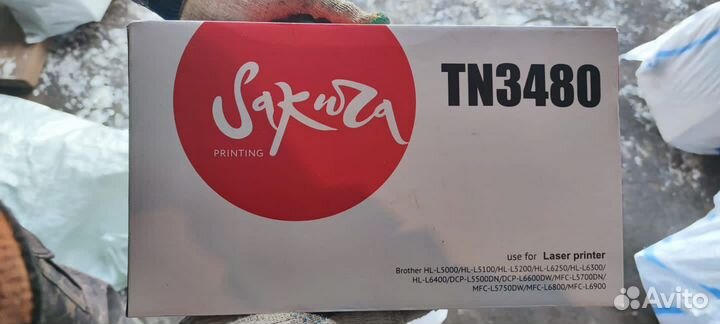 Sakura
PRINTING
TN3480
use for Laser printer
Brother HL-L5000/HL-L5100/HL-L5200/HL-L6250/HL-L6300/
HL-L6400/DCP-L5500DN/DCP-L6600DW/MFC-L5700DN/
MFC-L5750DW/MFC-L6800/MFC-L6900
Avito